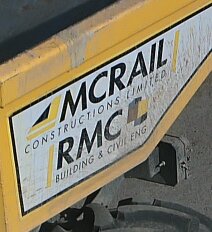 MCRAIL
CONSTRUCTIONS LIMITED
RMC
BUILDING & CIVIL ENG